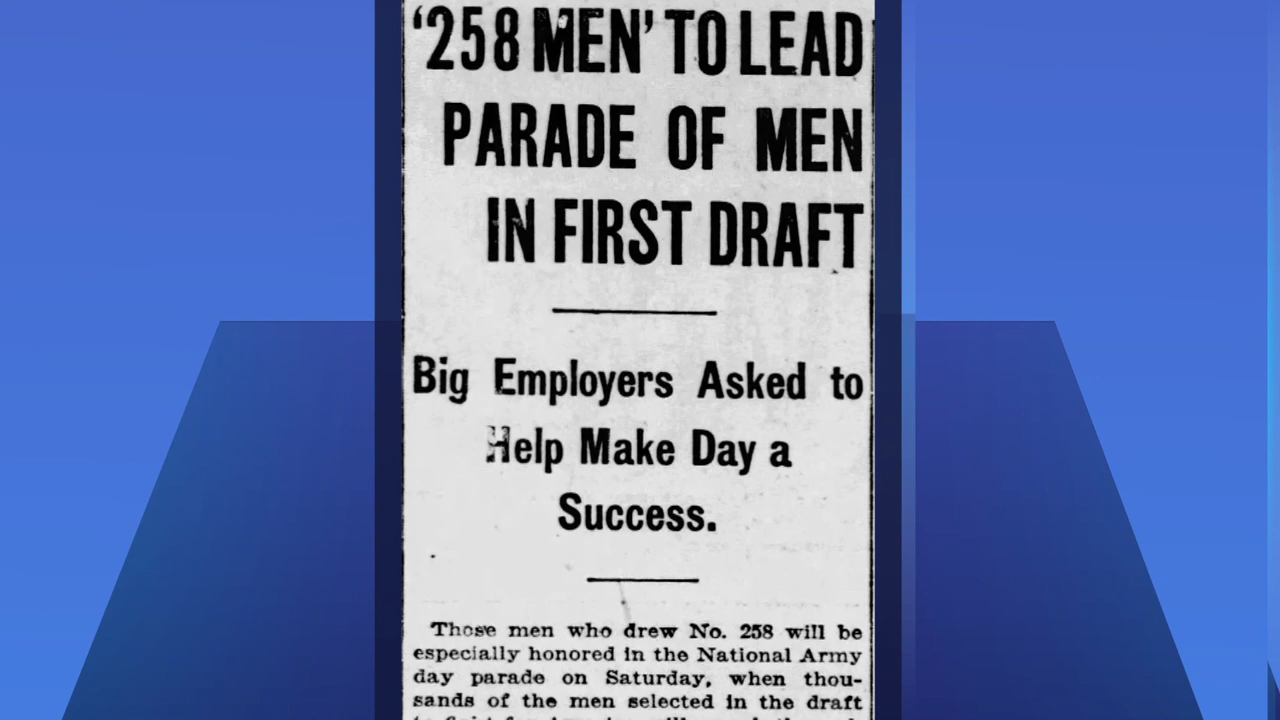 ‘258 MEN’ TO LEAD
PARADE OF MEN
IN FIRST DRAFT
Big Employers Asked to
Help Make Day a
Success.
Those men who drew No. 258 will be
especially honored in the National Army
day parade on Saturday, when thou-
sands of the men selected in the draft